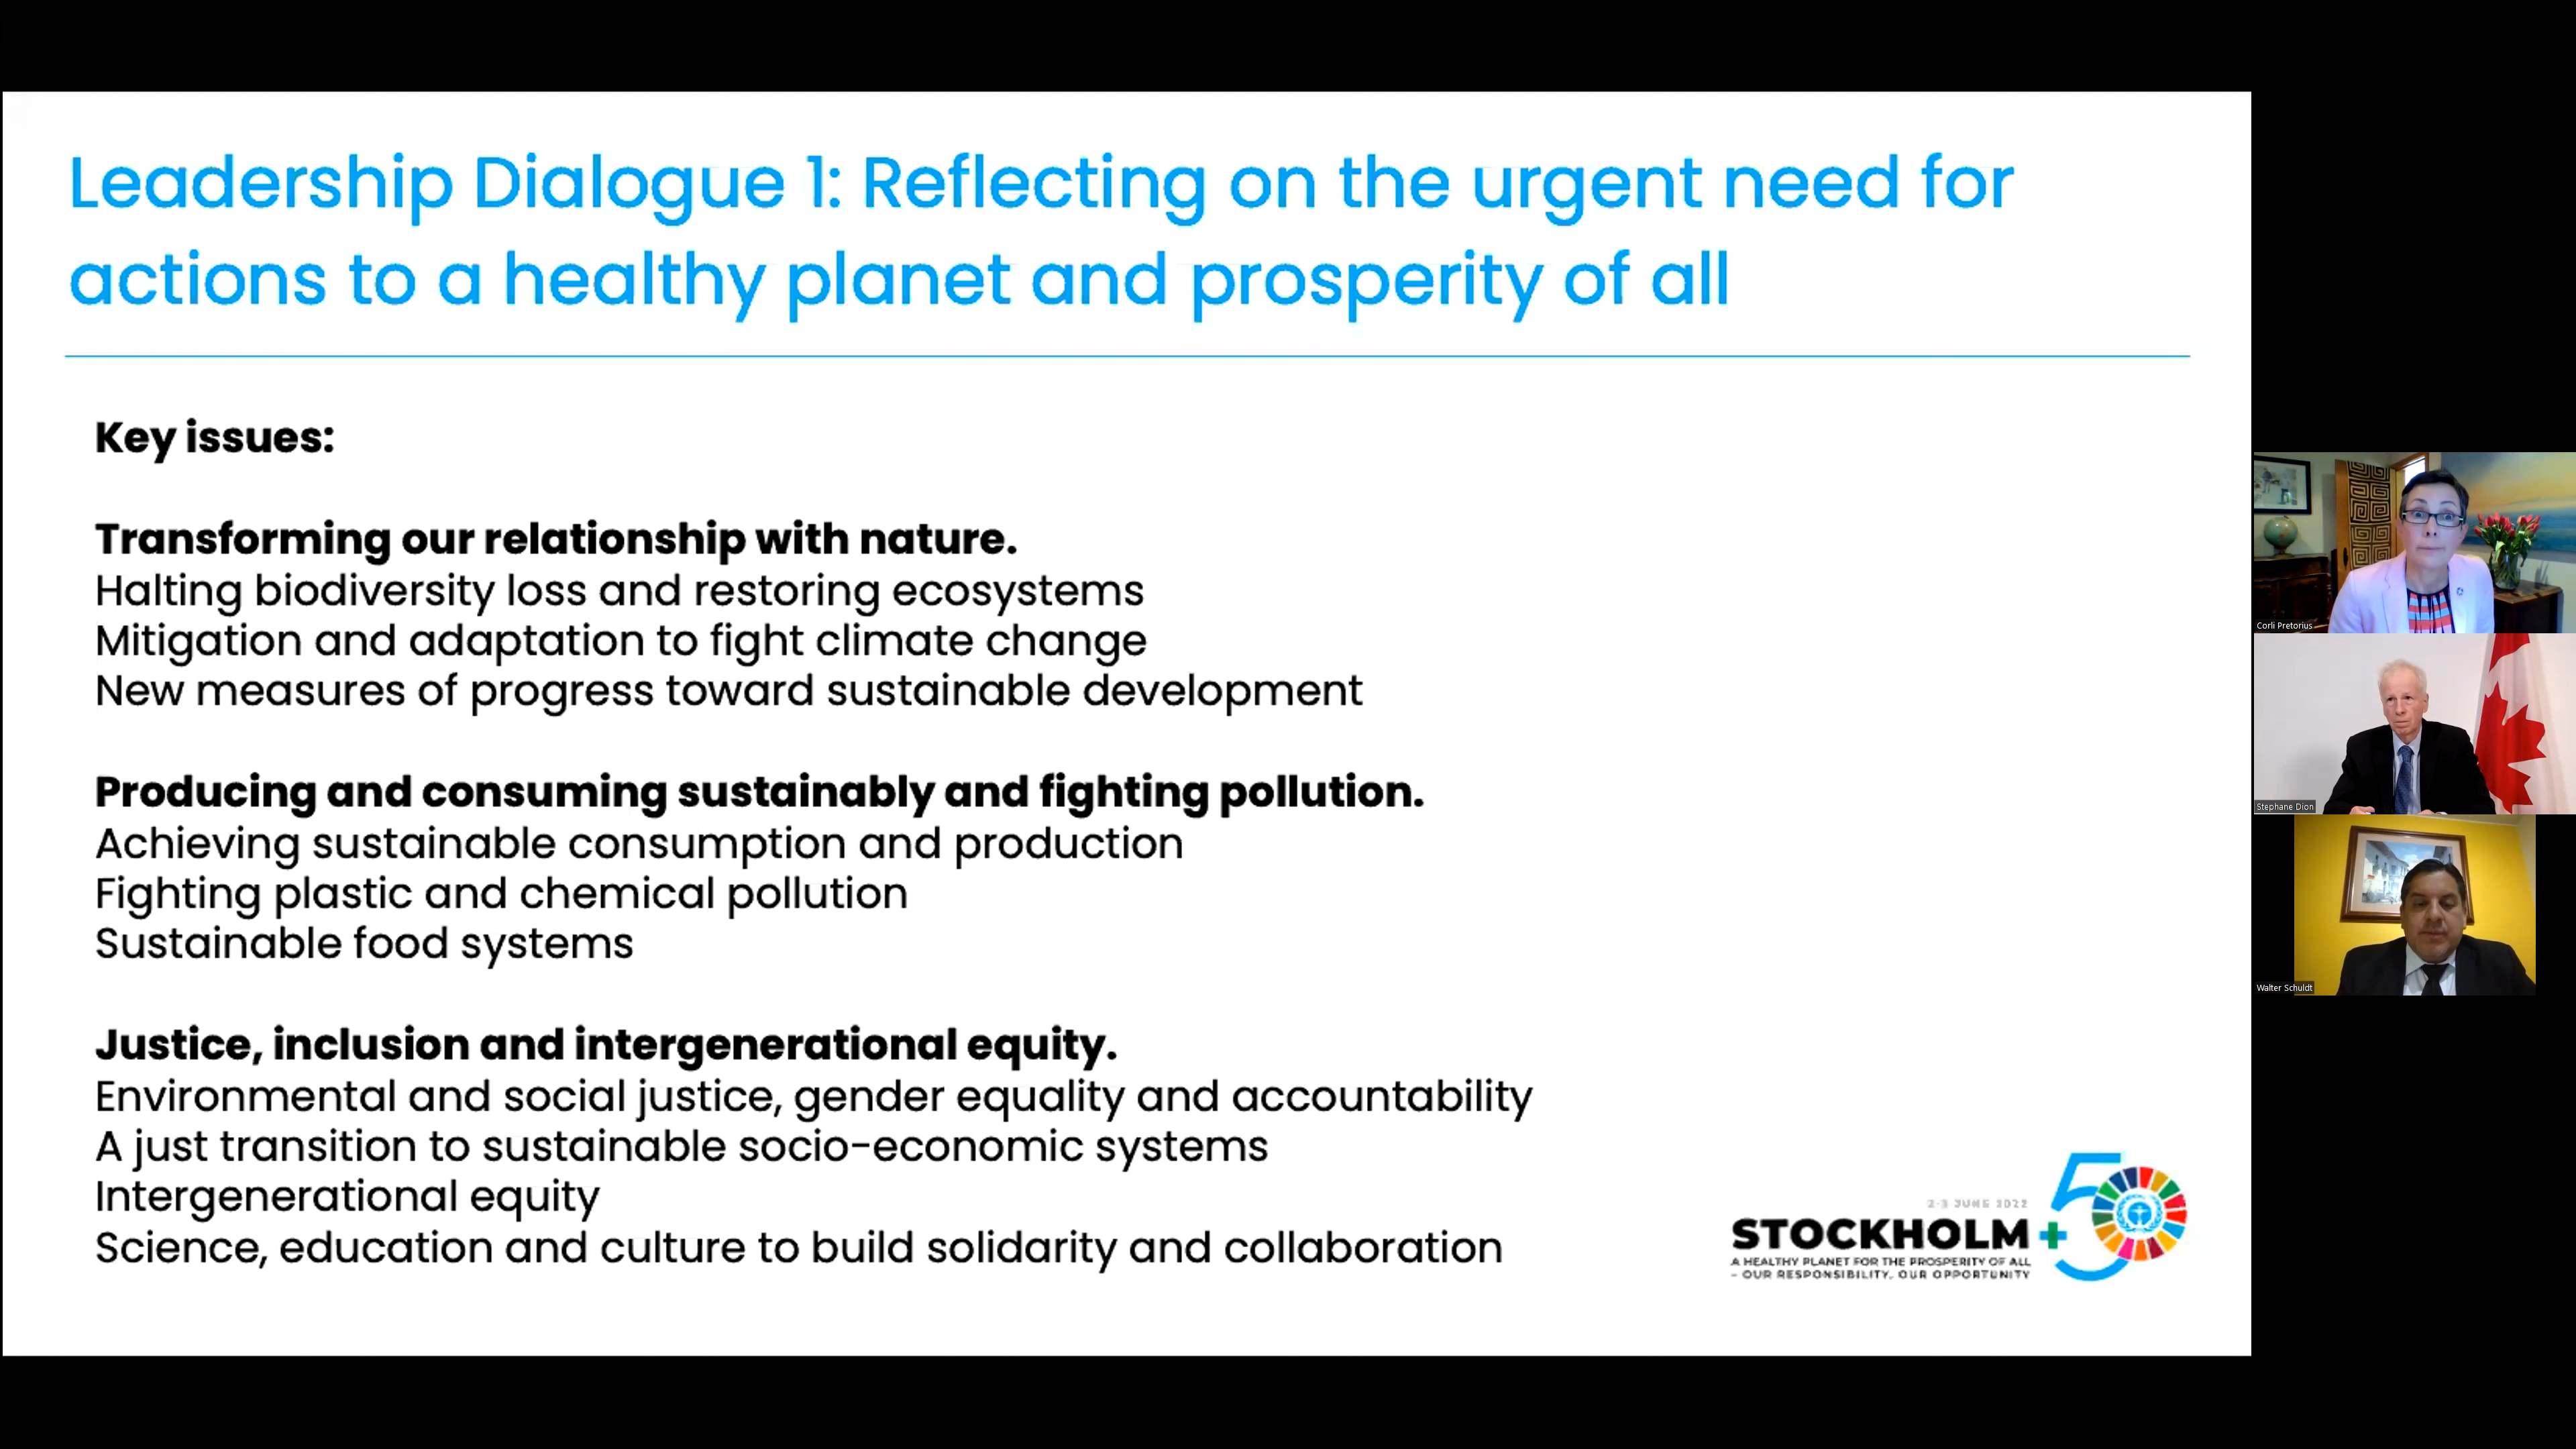 Leadership Dialogue 1: Reflecting on the urgent need for
actions to a healthy planet and prosperity of all
Key issues:
Transforming our relationship with nature.
Halting biodiversity loss and restoring ecosystems
Mitigation and adaptation to fight climate change
New measures of progress toward sustainable development
Producing and consuming sustainably and fighting pollution.
Achieving sustainable consumption and production
Fighting plastic and chemical pollution
Sustainable food systems
Justice, inclusion and intergenerational equity.
Environmental and social justice, gender equality and accountability
A just transition to sustainable socio-economic systems
Intergenerational equity
Science, education and culture to build solidarity and collaboration
2-3 JUNE 2022
STOCKHOLM+50
A HEALTHY PLANET FOR THE PROSPERITY OF ALL
– OUR RESPONSIBILITY, OUR OPPORTUNITY
Corli Pretorius
Stephane Dion
Walter Schuldt